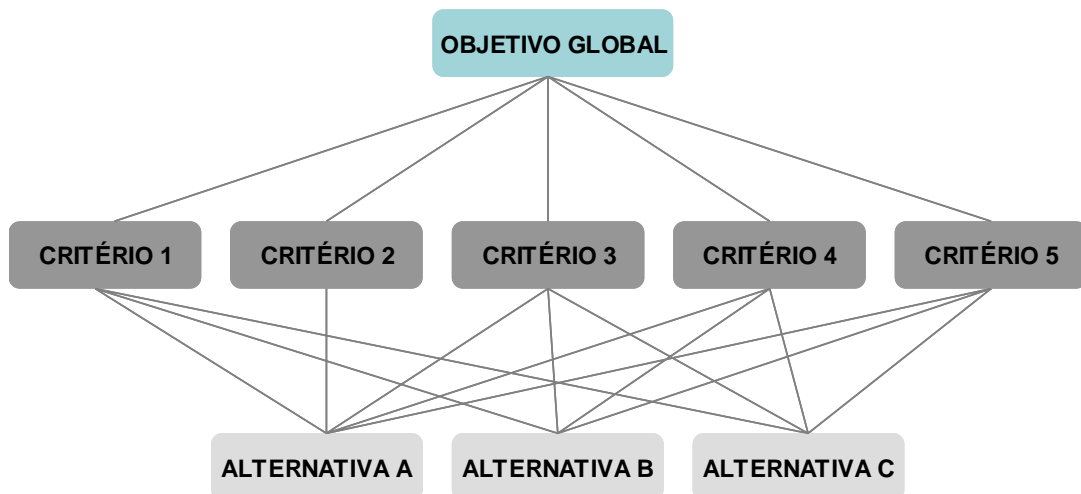 OBJETIVO GLOBAL
CRITÉRIO 1
CRITÉRIO 2
CRITÉRIO 3
CRITÉRIO 4
CRITÉRIO 5
ALTERNATIVA A
ALTERNATIVA B
ALTERNATIVA C